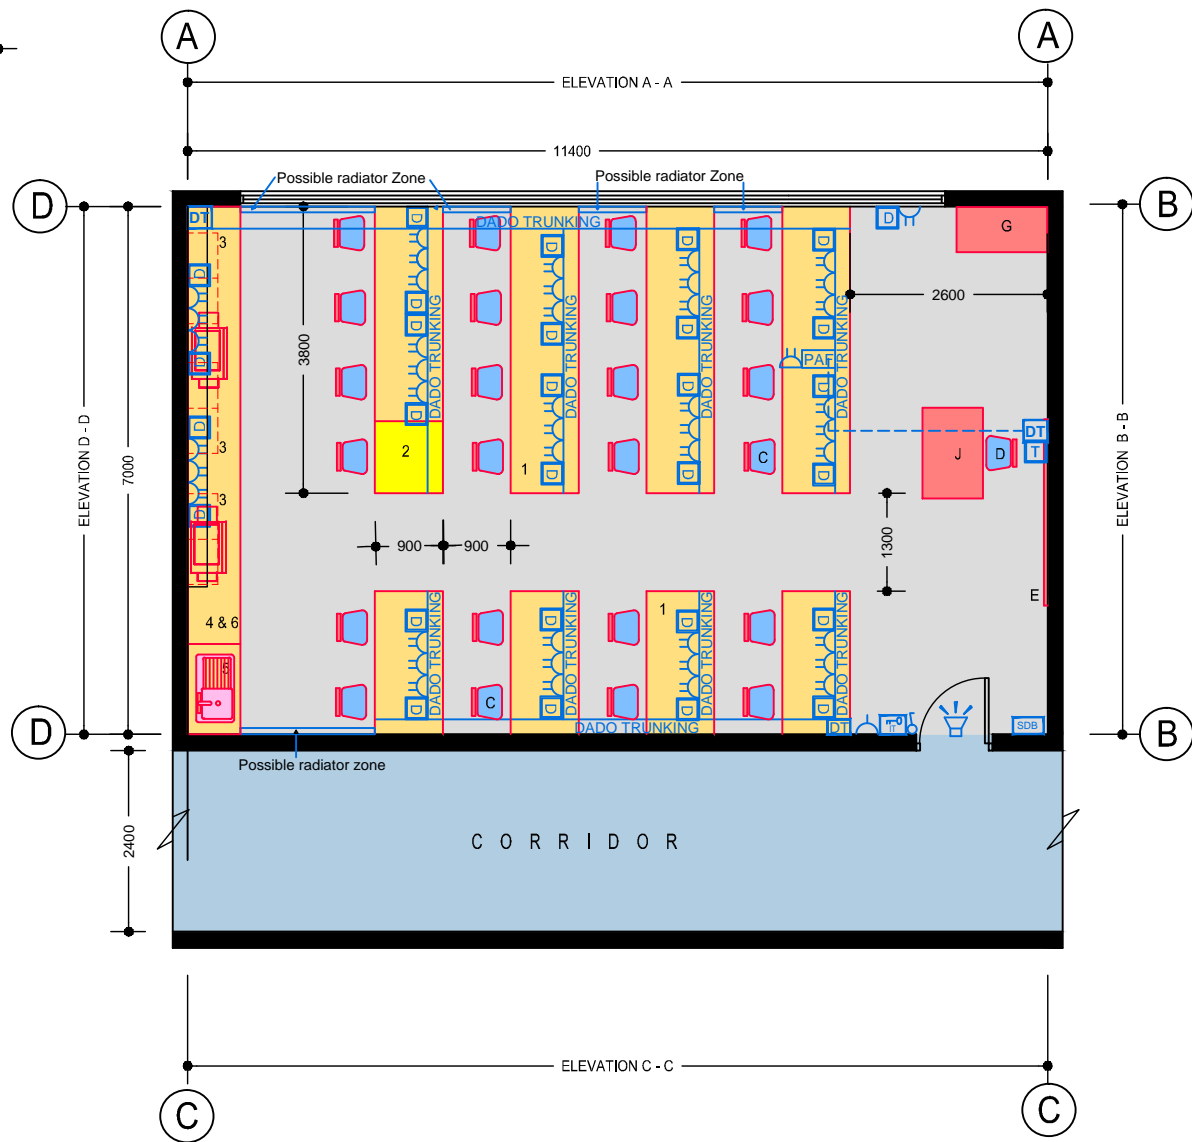 A
A
ELEVATION A - A
11400
Possible radiator Zone
Possible radiator Zone
D
B
DT
DADO TRUNKING
D
G
3
D
D
D
D
D
2600
D
D
D
D
D
D
DADO TRUNKING
DADO TRUNKING
DADO TRUNKING
DADO TRUNKING
3800
PAF
D
D
D
D
D
ELEVATION D - D
7000
ELEVATION B - B
D
3
2
1
C
J
D
DT
T
D
D
D
3
D
900
900
1300
E
4 & 6
1
D
D
D
D
DADO TRUNKING
DADO TRUNKING
DADO TRUNKING
DADO TRUNKING
5
C
D
D
D
D
DADO TRUNKING
DT
IT
SDB
D
B
Possible radiator zone
2400
CORRIDOR
ELEVATION C - C
C
C